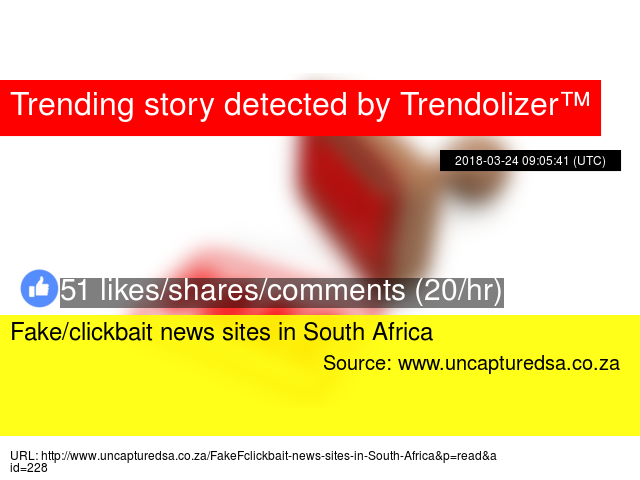 Trending story detected by Trendolizer™
2018-03-24 09:05:41 (UTC)
51 likes/shares/comments (20/hr)
Fake/clickbait news sites in South Africa
Source: www.uncapturedsa.co.za
URL: http://www.uncapturedsa.co.za/FakeFclickbait-news-sites-in-South-Africa&p=read&a
id=228